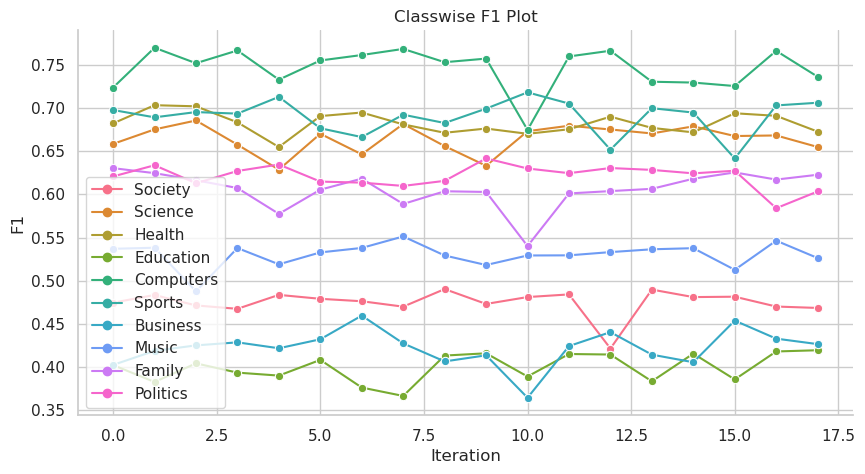 Classwise F1 Plot
F1
0.75
0.70
0.65
0.60
0.55
0.50
0.45
0.40
0.35
Society
Science
Health
Education
Computers
Sports
Business
Music
Family
Politics
0.0 2.5 5.0 7.5 10.0 12.5 15.0 17.5
Iteration